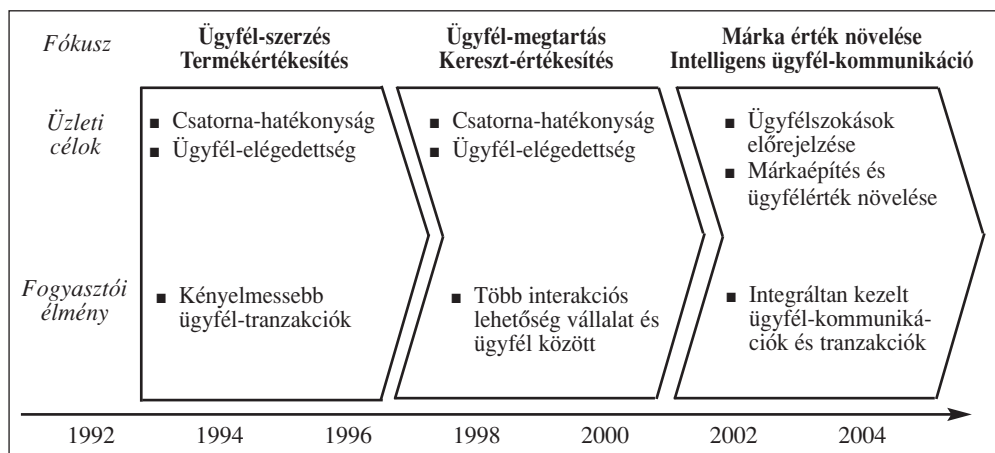 Fókusz
Ügyfél-szerzés
Termékértékesítés
Ügyfél-megtartás
Kereszt-értékesítés
Márka érték növelése
Intelligens ügyfél-kommunikáció
Üzleti
célok
■ Csatorna-hatékonyság
■ Ügyfél-elégedettség
■ Csatorna-hatékonyság
■ Ügyfél-elégedettség
■ Ügyfélszokások
előrejelzése
■ Márkaépítés és
ügyfélérték növelése
Fogyasztói
élmény
■ Kényelmessebb
ügyfél-tranzakciók
■ Több interakciós
lehetőség vállalat és
ügyfél között
■ Integráltan kezelt
ügyfél-kommuniká-
ciók és tranzakciók
1992 1994 1996 1998 2000 2002 2004